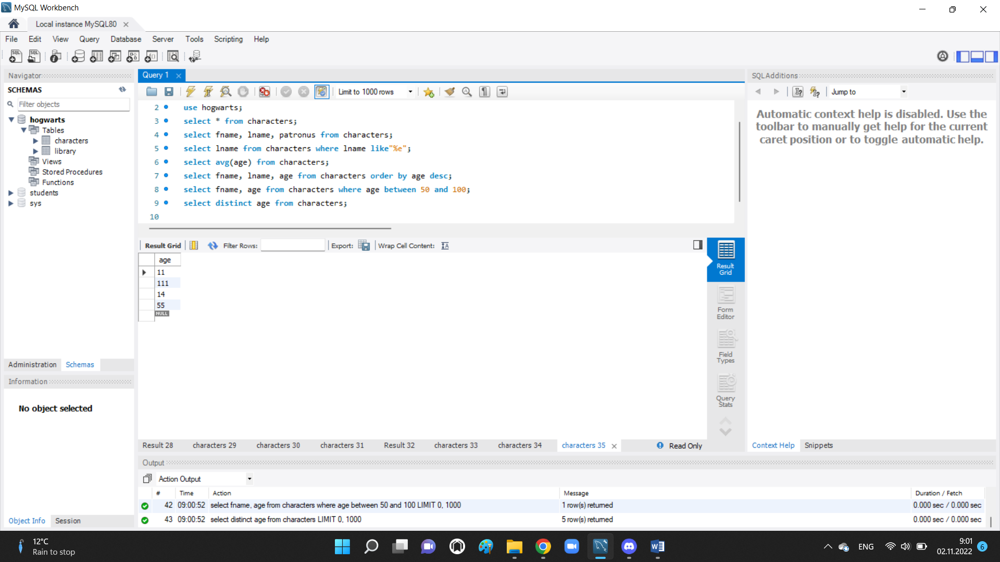 MySQL Workbench
Local instance MySQL80
File Edit View Query Database Server Tools Scripting Help
Navigator
SCHEMAS
Filter objects
hogwarts
Tables
characters
library
Views
Stored Procedures
Functions
students
sys
Administration Schemas
Information
No object selected
Object Info Session
Query 1
Limit to 1000 rows
2 use hogwarts;
3 select * from characters;
4 select fname, lname, patronus from characters;
5 select lname from characters where lname like"%e";
6 select avg(age) from characters;
7 select fname, lname, age from characters order by age desc;
8 select fname, age from characters where age between 50 and 100;
9 select distinct age from characters;
10
Result Grid Filter Rows: Export: Wrap Cell Content:
age
11
111
14
55
NULL
Result Grid
Form Editor
Field Types
Query Stats
Result 28 characters 29 characters 30 characters 31 Result 32 characters 33 characters 34 characters 35 Read Only
SQLAdditions
Jump to
Automatic context help is disabled. Use the
toolbar to manually get help for the current
caret position or to toggle automatic help.
Context Help Snippets
Output
Action Output
# Time Action Message Duration / Fetch
42 09:00:52 select fname, age from characters where age between 50 and 100 LIMIT 0, 1000 1 row(s) returned 0.000 sec / 0.000 sec
43 09:00:52 select distinct age from characters LIMIT 0, 1000 5 row(s) returned 0.000 sec / 0.000 sec
12°C
Rain to stop
ENG
9:01
02.11.2022
6